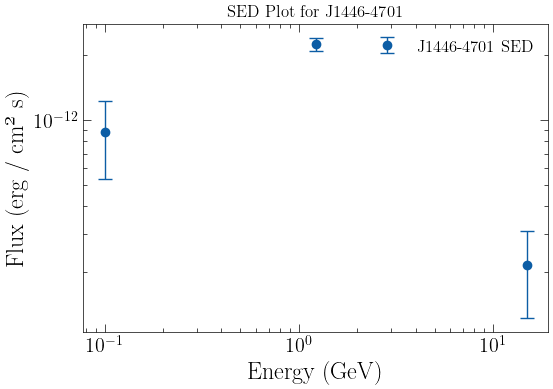 SED Plot for J1446-4701
J1446-4701 SED
10⁻¹²
Flux (erg / cm² s)
10⁻¹ 10⁰ 10¹
Energy (GeV)